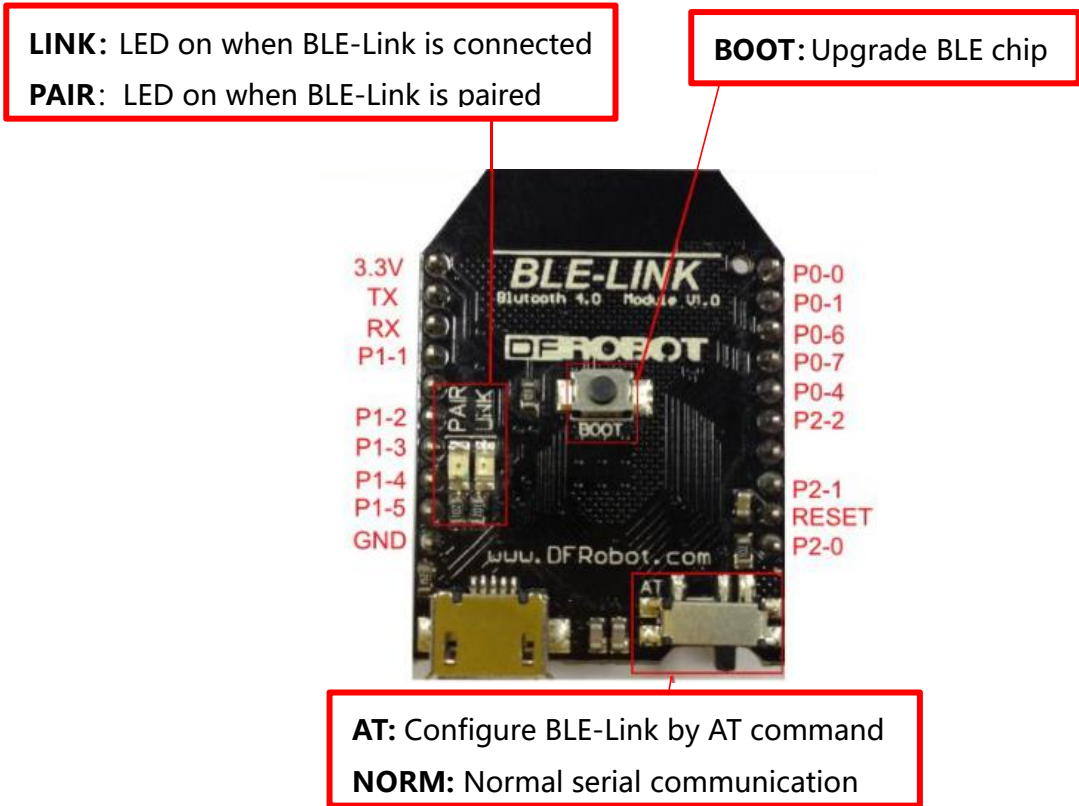 LINK: LED on when BLE-Link is connected
PAIR: LED on when BLE-Link is paired
BOOT: Upgrade BLE chip
3.3V
TX
RX
P1-1
P1-2
P1-3
P1-4
P1-5
GND
BLE-LINK
Blutooth 4.0 Module V1.0
DFROBOT
PAIR
LINK
BOOT
www.DFRobot.com
AT
P0-0
P0-1
P0-6
P0-7
P0-4
P2-2
P2-1
RESET
P2-0
AT: Configure BLE-Link by AT command
NORM: Normal serial communication